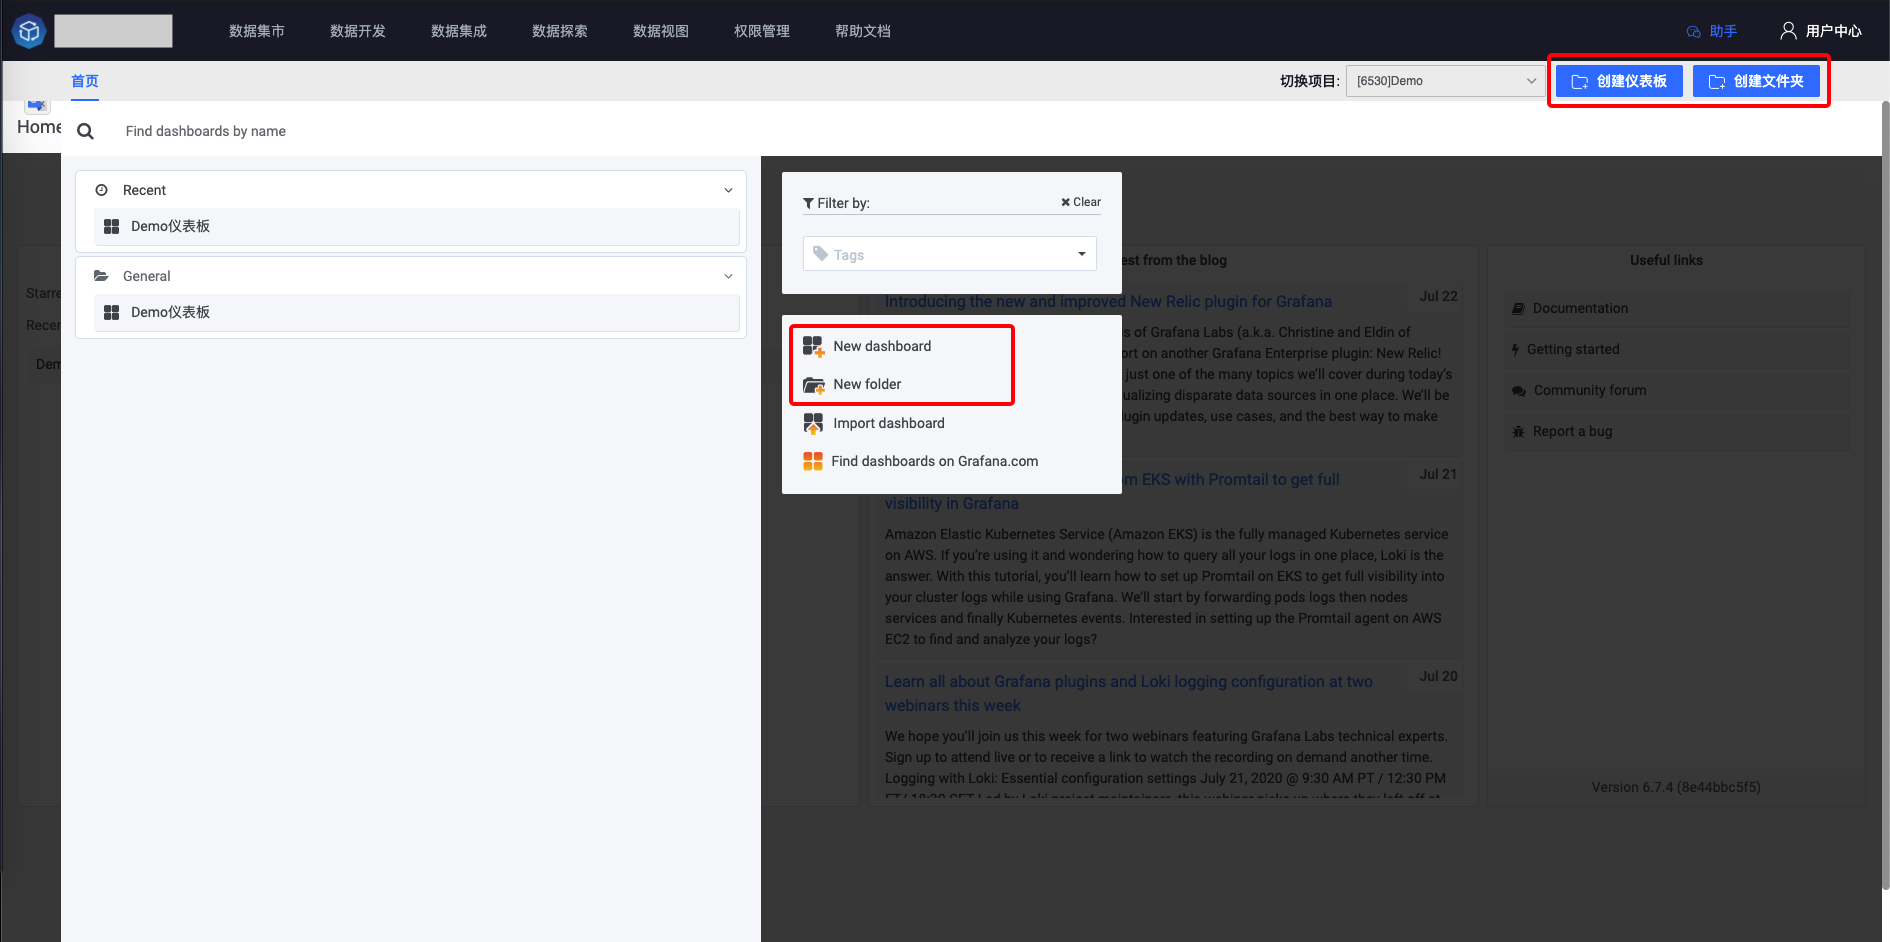 数据集市 数据开发 数据集成 数据探索 数据视图 权限管理 帮助文档 助手 用户中心
首页 切换项目: [6530]Demo 创建仪表板 创建文件夹
Home
Find dashboards by name
Recent
Demo仪表板
General
Demo仪表板
Starre
Recen
Dem
Filter by: Clear
Tags
New dashboard
New folder
Import dashboard
Find dashboards on Grafana.com
est from the blog
Introducing the new and improved New Relic plugin for Grafana Jul 22
s of Grafana Labs (a.k.a. Christine and Eldin of
ort on another Grafana Enterprise plugin: New Relic!
just one of the many topics we'll cover during today's
ualizing disparate data sources in one place. We'll be
lugin updates, use cases, and the best way to make
om EKS with Promtail to get full Jul 21
visibility in Grafana
Amazon Elastic Kubernetes Service (Amazon EKS) is the fully managed Kubernetes service
on AWS. If you're using it and wondering how to query all your logs in one place, Loki is the
answer. With this tutorial, you'll learn how to set up Promtail on EKS to get full visibility into
your cluster logs while using Grafana. We'll start by forwarding pods logs then nodes
services and finally Kubernetes events. Interested in setting up the Promtail agent on AWS
EC2 to find and analyze your logs?
Learn all about Grafana plugins and Loki logging configuration at two Jul 20
webinars this week
We hope you'll join us this week for two webinars featuring Grafana Labs technical experts.
Sign up to attend live or to receive a link to watch the recording on demand another time.
Logging with Loki: Essential configuration settings July 21, 2020 @ 9:30 AM PT / 12:30 PM
Useful links
Documentation
Getting started
Community forum
Report a bug
Version 6.7.4 (8e44bbc5f5)